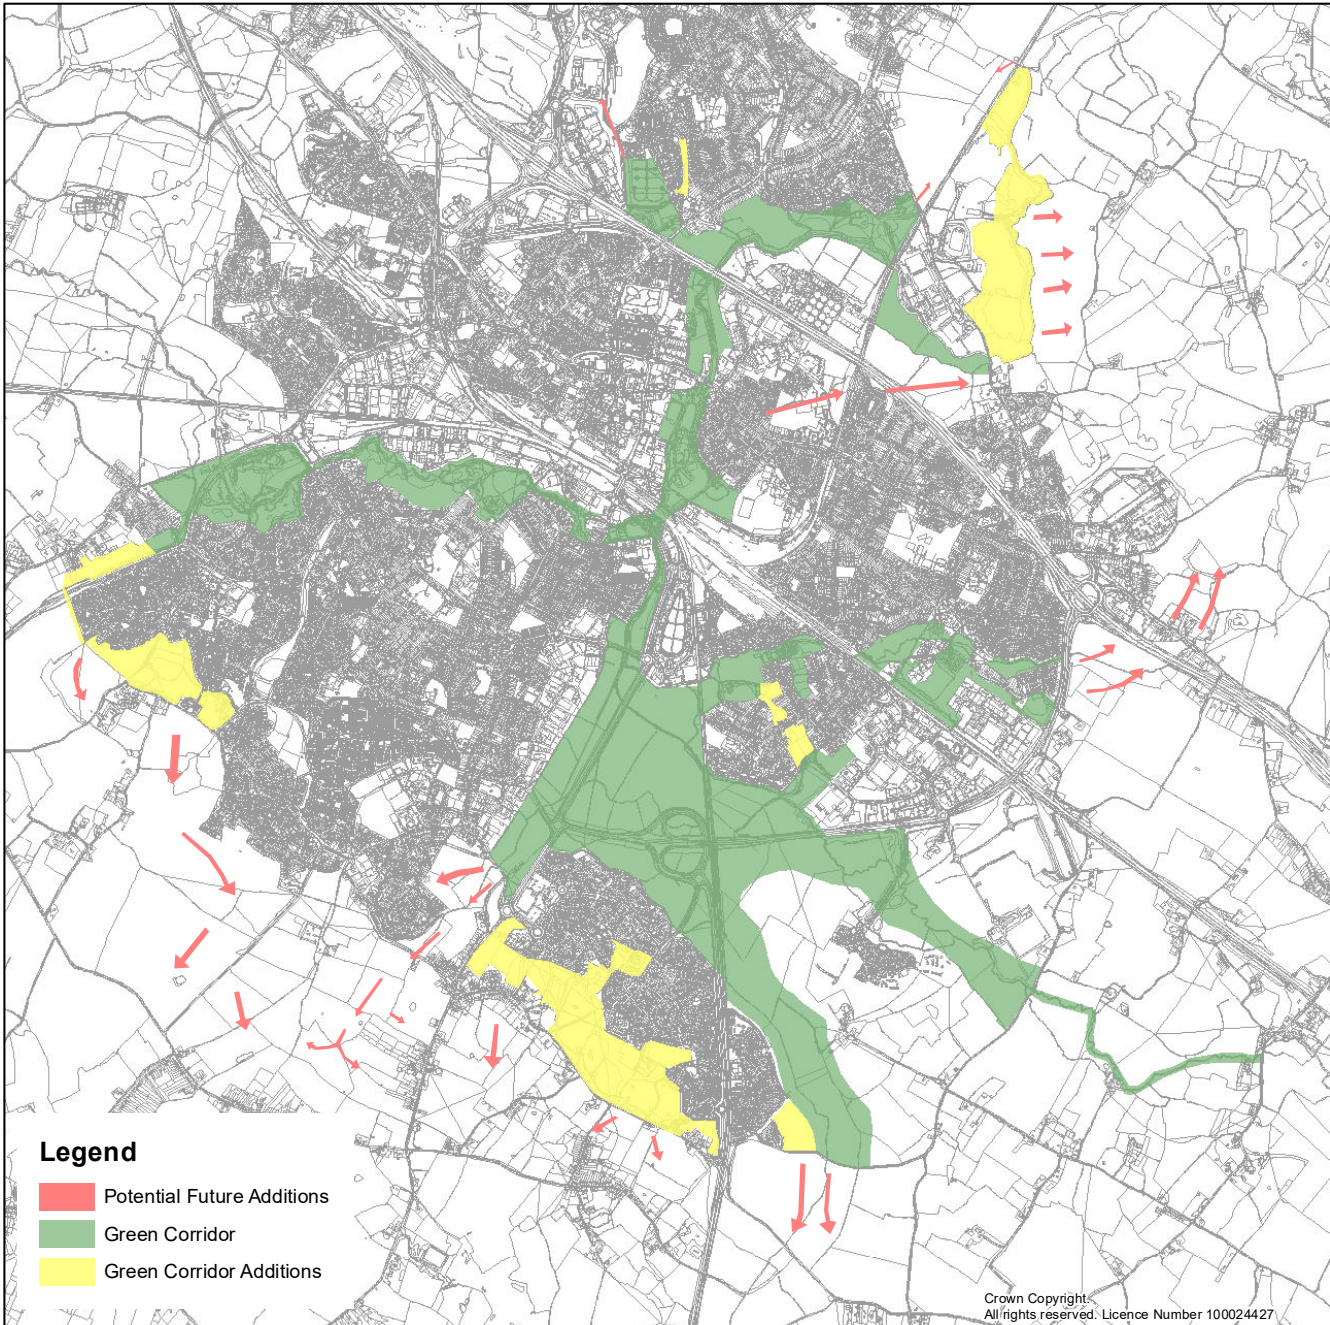 Legend
Potential Future Additions
Green Corridor
Green Corridor Additions
Crown Copyright.
All rights reserved. Licence Number 100024427